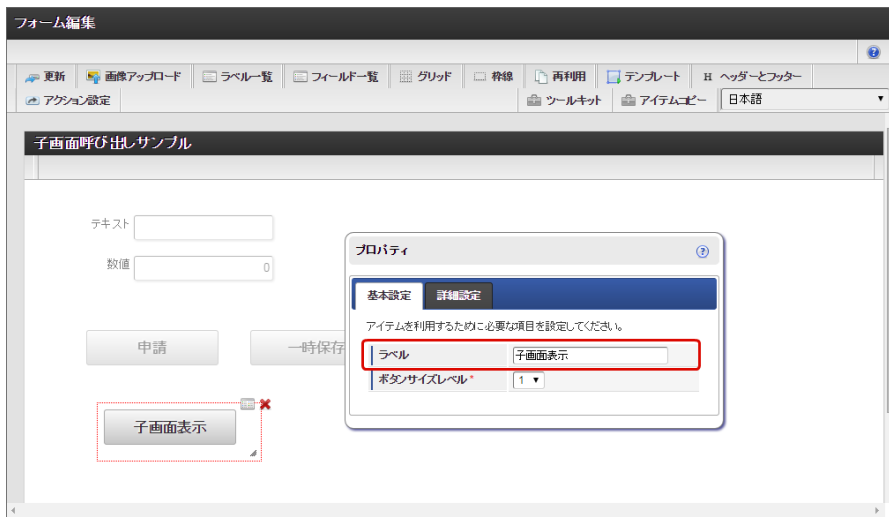 フォーム編集
更新 画像アップロード ラベル一覧 フィールド一覧 グリッド 枠線 再利用 テンプレート H ヘッダーとフッター
アクション設定 ツールキット アイテムコピー 日本語
子画面呼び出しサンプル
テキスト
数値 0
プロパティ
基本設定 詳細設定
アイテムを利用するために必要な項目を設定してください。
ラベル 子画面表示
ボタンサイズレベル* 1
申請 一時保存
子画面表示